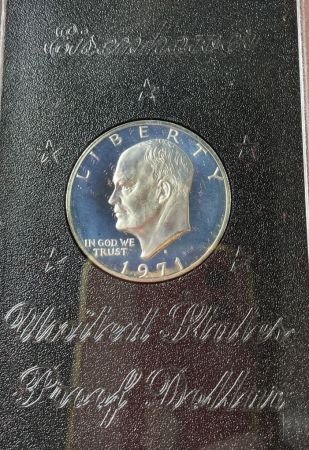 Eisenhower
LIBERTY
IN GOD WE
TRUST
S
1971
United States
Proof Dollar